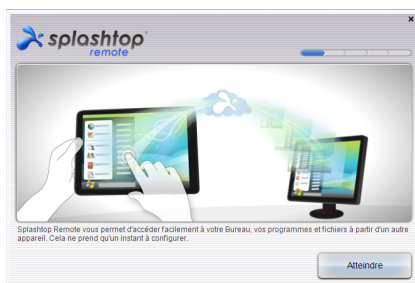 splashtop®
remote
Splashtop Remote vous permet d'accéder facilement à votre Bureau, vos programmes et fichiers à partir d'un autre
appareil. Cela ne prend qu'un instant à configurer.
Atteindre